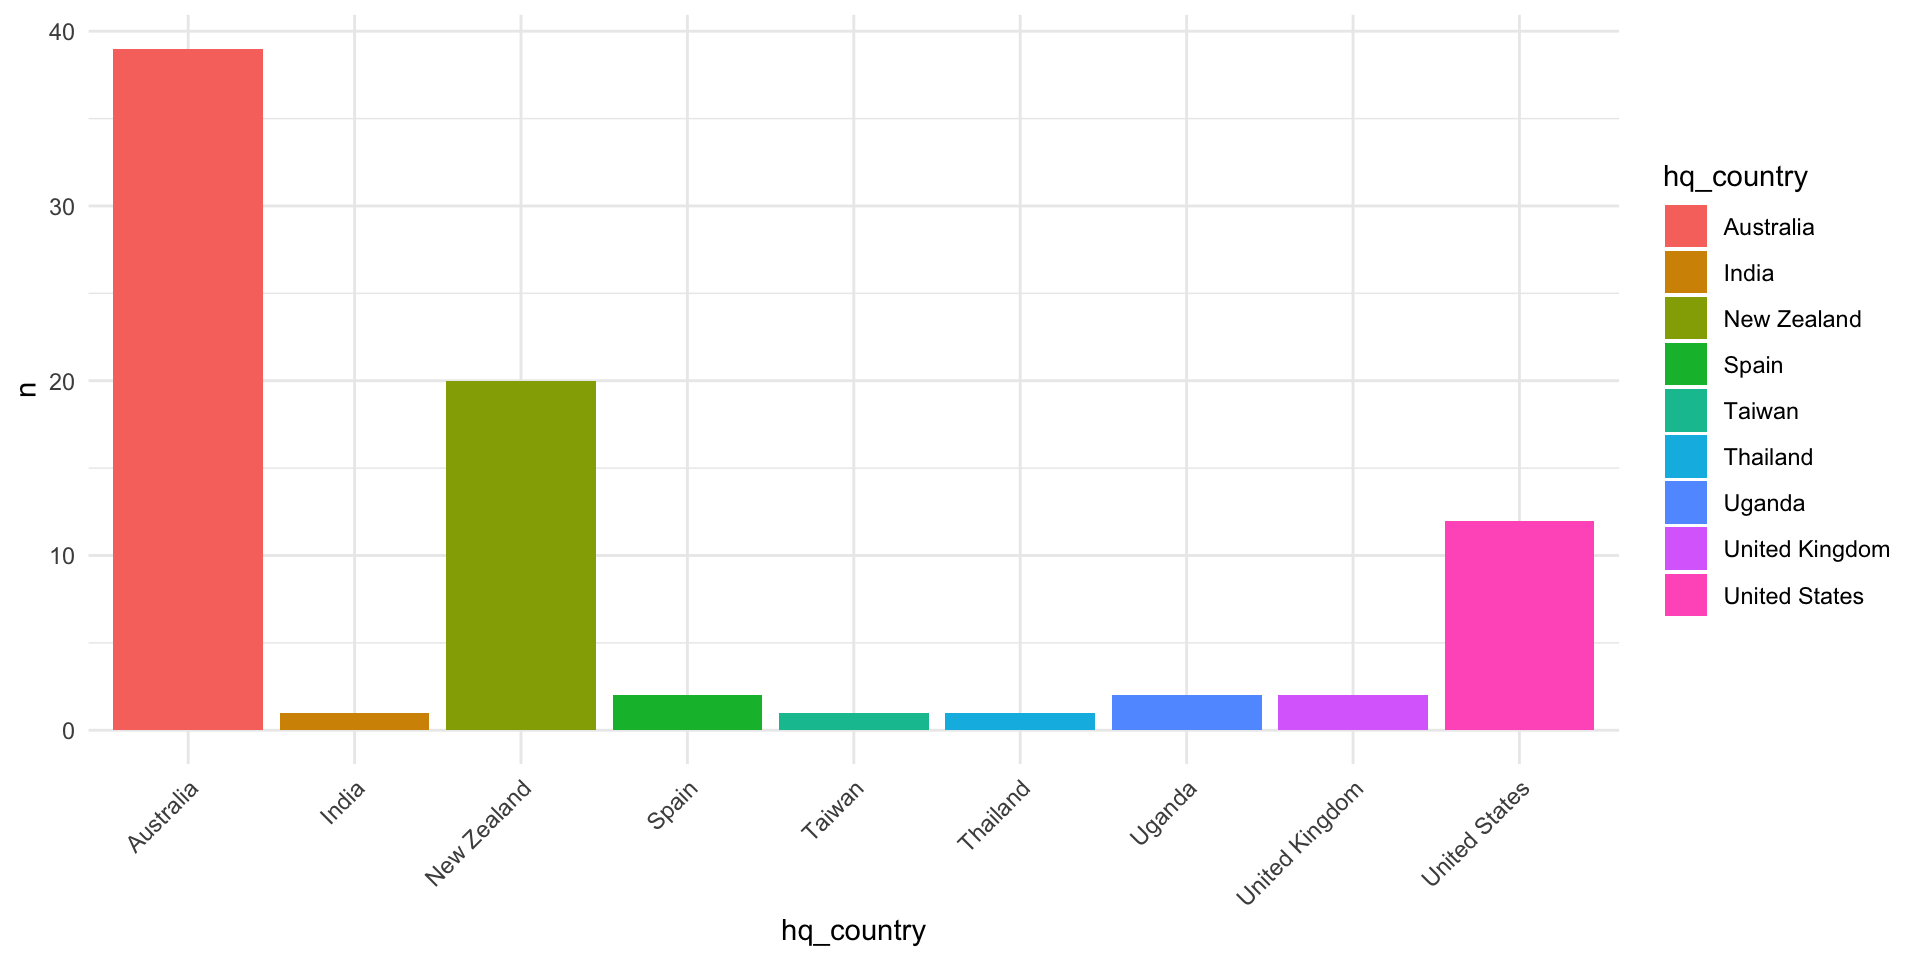 40
30
20
10
0
n
Australia
India
New Zealand
Spain
Taiwan
Thailand
Uganda
United Kingdom
United States
hq_country
hq_country
Australia
India
New Zealand
Spain
Taiwan
Thailand
Uganda
United Kingdom
United States